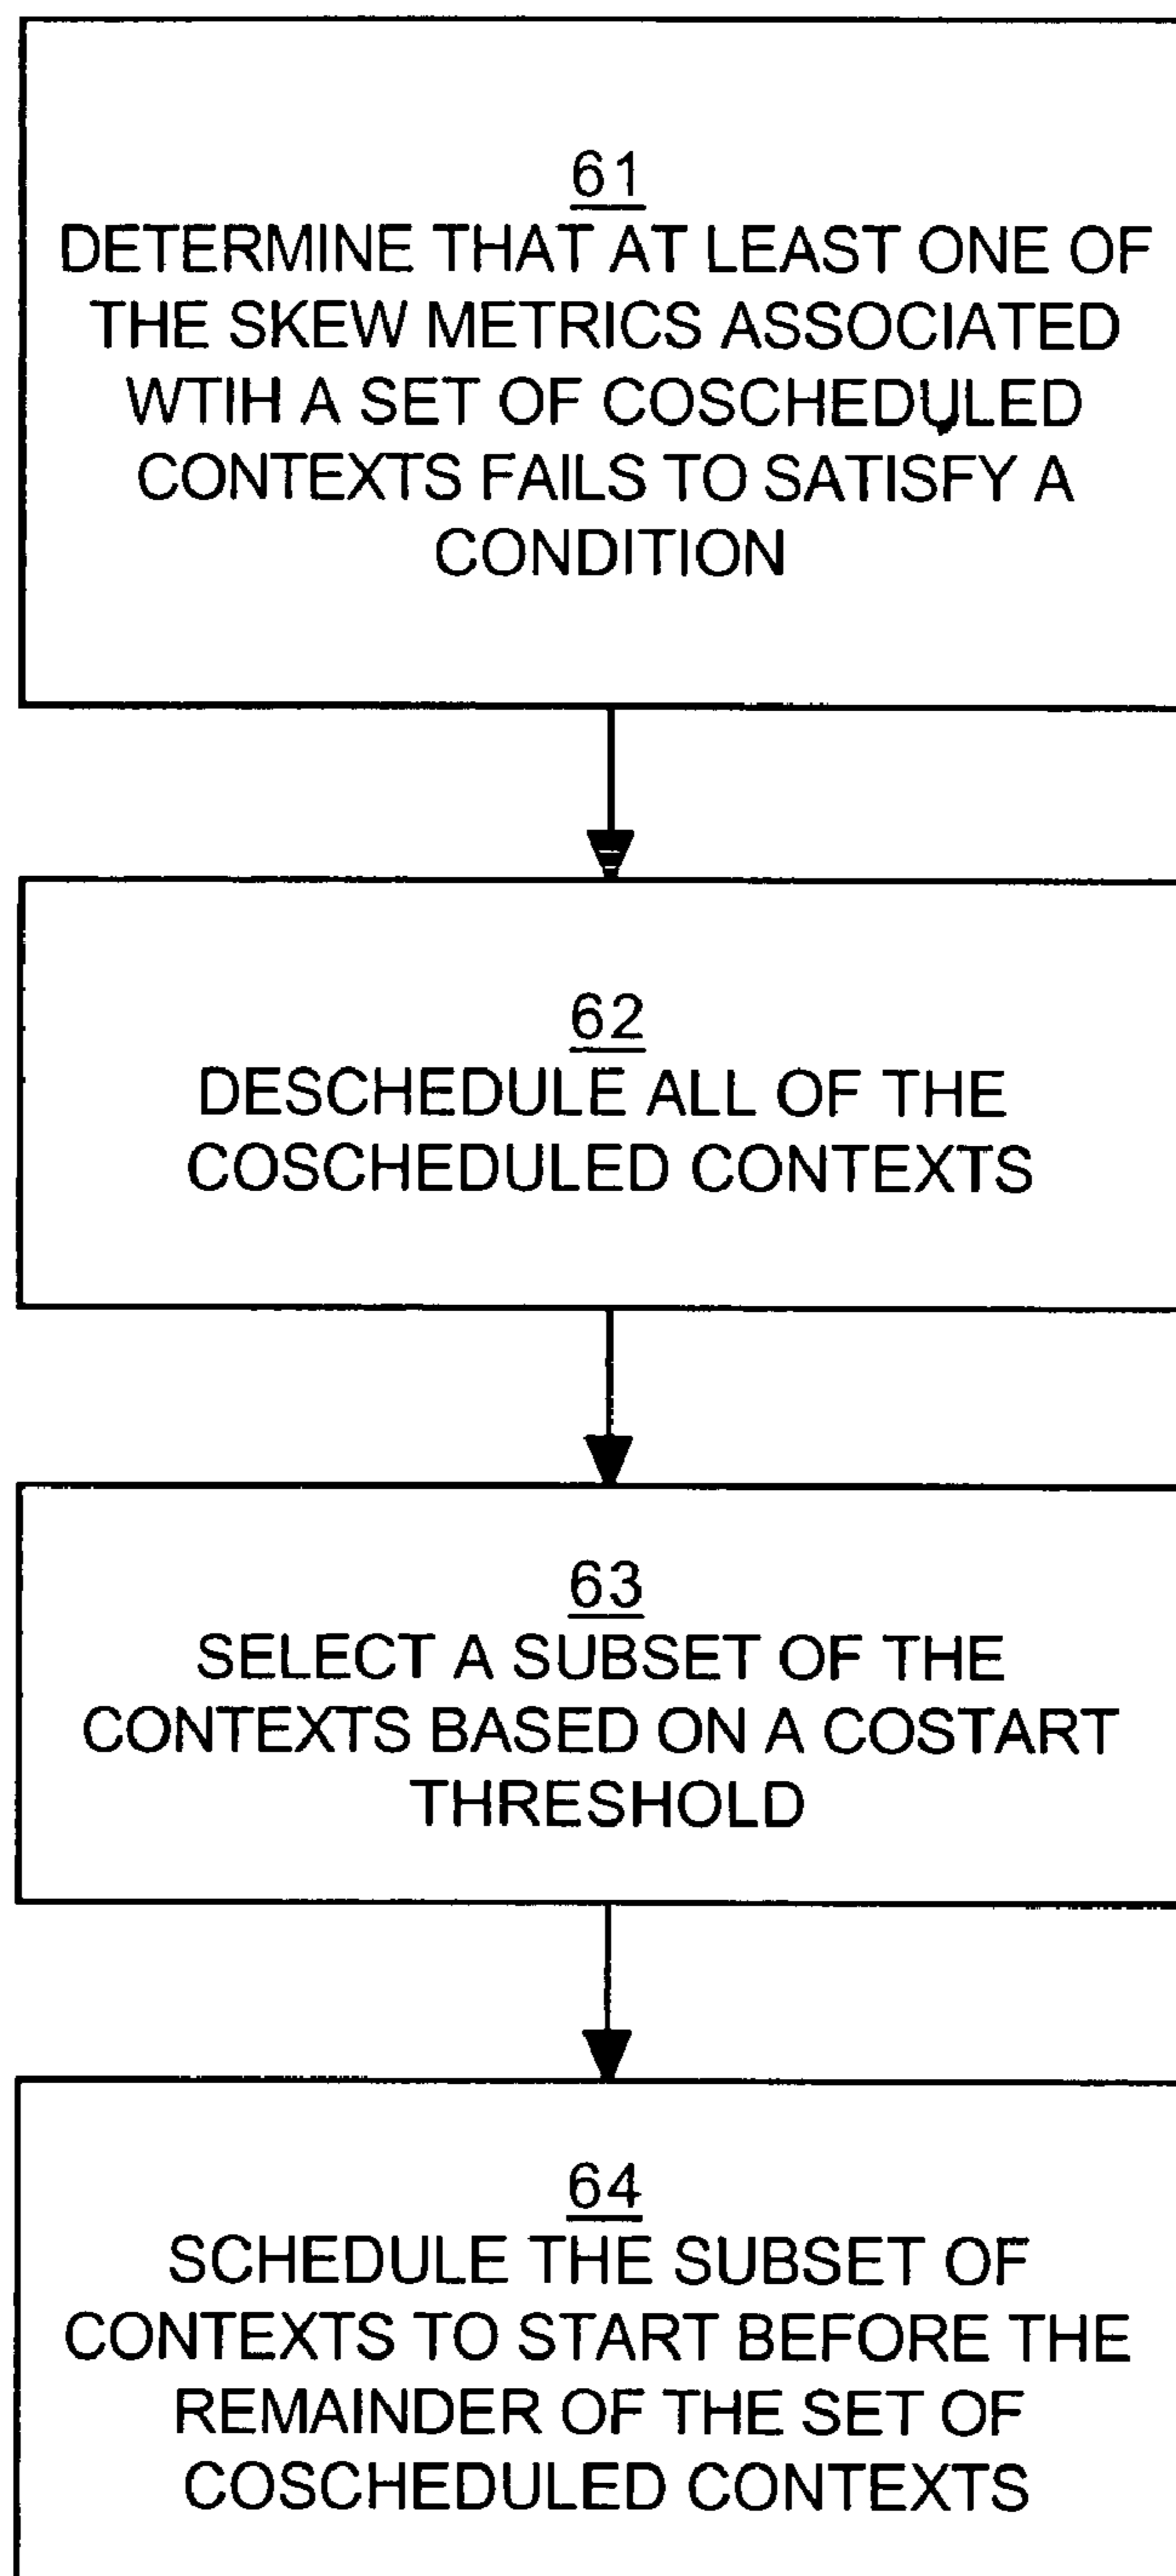 61
DETERMINE THAT AT LEAST ONE OF
THE SKEW METRICS ASSOCIATED
WTIH A SET OF COSCHEDULED
CONTEXTS FAILS TO SATISFY A
CONDITION
62
DESCHEDULE ALL OF THE
COSCHEDULED CONTEXTS
63
SELECT A SUBSET OF THE
CONTEXTS BASED ON A COSTART
THRESHOLD
64
SCHEDULE THE SUBSET OF
CONTEXTS TO START BEFORE THE
REMAINDER OF THE SET OF
COSCHEDULED CONTEXTS